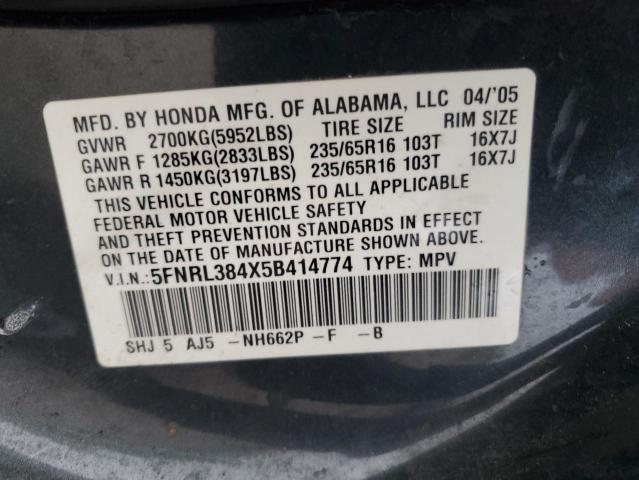 MFD. BY HONDA MFG. OF ALABAMA, LLC 04/'05
GVWR 2700KG(5952LBS) TIRE SIZE RIM SIZE
GAWR F 1285KG(2833LBS) 235/65R16 103T 16X7J
GAWR R 1450KG(3197LBS) 235/65R16 103T 16X7J
THIS VEHICLE CONFORMS TO ALL APPLICABLE
FEDERAL MOTOR VEHICLE SAFETY
AND THEFT PREVENTION STANDARDS IN EFFECT
ON THE DATE OF MANUFACTURE SHOWN ABOVE.
V.I.N.:5FNRL384X5B414774 TYPE: MPV
SHJ 5 AJ5 -NH662P -F -B